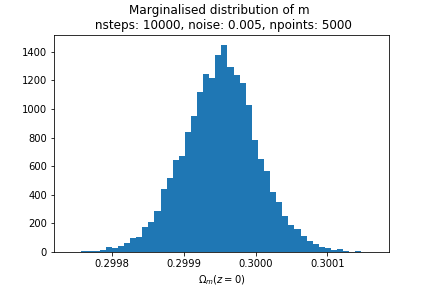 Marginalised distribution of m
nsteps: 10000, noise: 0.005, npoints: 5000
1400
1200
1000
800
600
400
200
0
0.2998 0.2999 0.3000 0.3001
Ωₘ(z = 0)